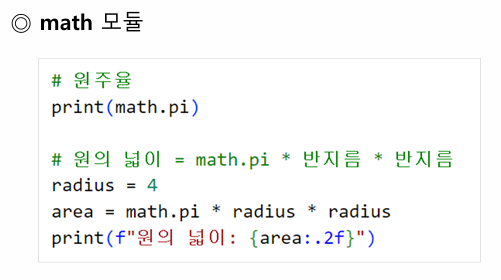 ◎ math 모듈
# 원주율
print(math.pi)
# 원의 넓이 = math.pi * 반지름 * 반지름
radius = 4
area = math.pi * radius * radius
print(f"원의 넓이: {area:.2f}")